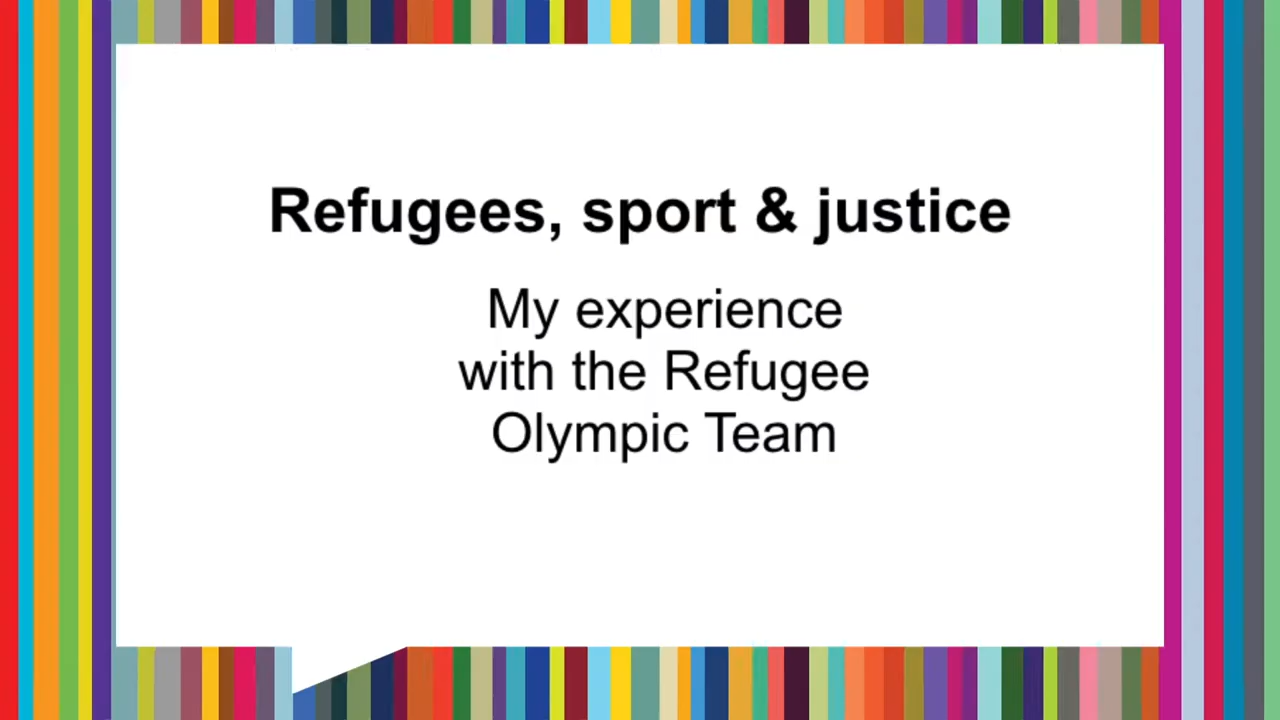 Refugees, sport & justice
My experience
with the Refugee
Olympic Team